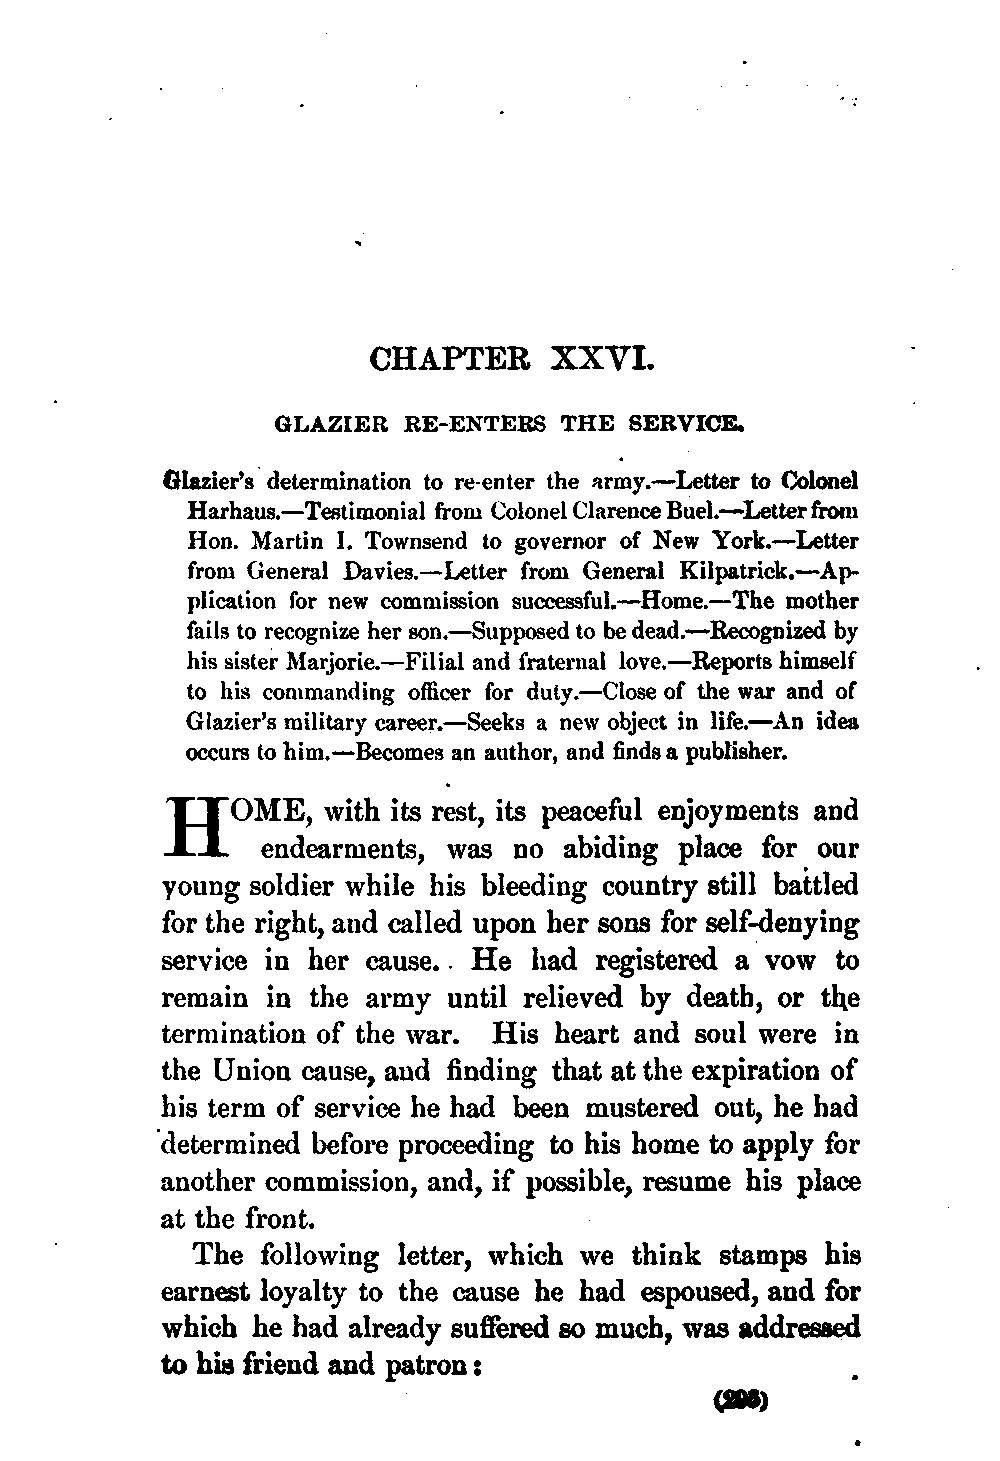 CHAPTER XXVI.
GLAZIER RE-ENTERS THE SERVICE.
Glazier's determination to re-enter the army.—Letter to Colonel
Harhaus.—Testimonial from Colonel Clarence Buel.—Letter from
Hon. Martin I. Townsend to governor of New York.—Letter
from General Davies.—Letter from General Kilpatrick.—Ap-
plication for new commission successful.—Home.—The mother
fails to recognize her son.—Supposed to be dead.—Recognized by
his sister Marjorie.—Filial and fraternal love.—Reports himself
to his commanding officer for duty.—Close of the war and of
Glazier's military career.—Seeks a new object in life.—An idea
occurs to him.—Becomes an author, and finds a publisher.
HOME, with its rest, its peaceful enjoyments and
endearments, was no abiding place for our
young soldier while his bleeding country still battled
for the right, and called upon her sons for self-denying
service in her cause. He had registered a vow to
remain in the army until relieved by death, or the
termination of the war. His heart and soul were in
the Union cause, and finding that at the expiration of
his term of service he had been mustered out, he had
determined before proceeding to his home to apply for
another commission, and, if possible, resume his place
at the front.
The following letter, which we think stamps his
earnest loyalty to the cause he had espoused, and for
which he had already suffered so much, was addressed
to his friend and patron: